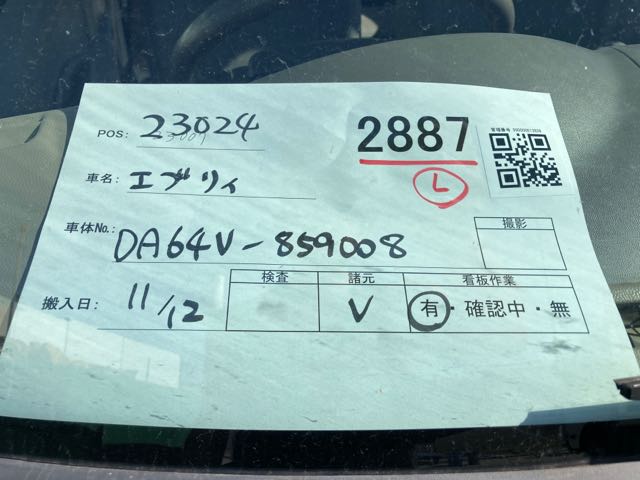 POS: 23024
2887
L
車名: エブリィ
車体No.: DA64V-859008
撮影
搬入日: 11/12
検査 諸元 看板作業
V 有・確認中・無